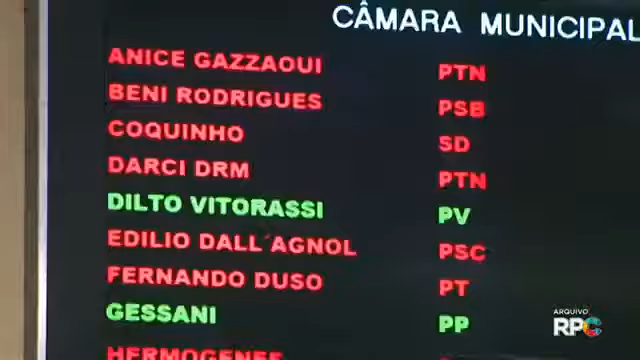 CÂMARA MUNICIPAL
ANICE GAZZAOUI PTN
BENI RODRIGUES PSB
COQUINHO SD
DARCI DRM PTN
DILTO VITORASSI PV
EDILIO DALL´AGNOL PSC
FERNANDO DUSO PT
GESSANI PP
HERMOGENES
ARQUIVO
RPC